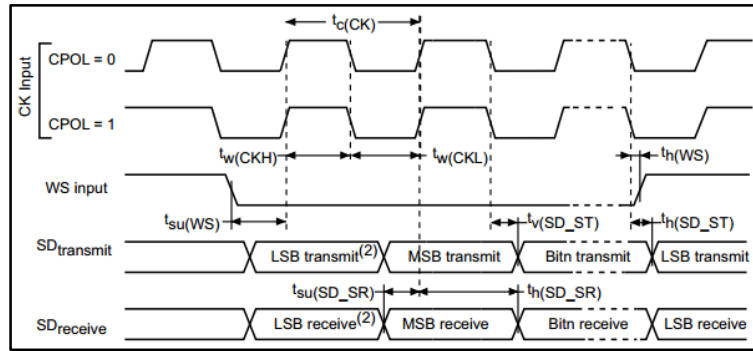 tc(CK)
CK Input
CPOL = 0
CPOL = 1
tw(CKH)
tw(CKL)
th(WS)
WS input
tsu(WS)
tv(SD_ST)
th(SD_ST)
SDtransmit
LSB transmit(2)
MSB transmit
Bitn transmit
LSB transmit
tsu(SD_SR)
th(SD_SR)
SDreceive
LSB receive(2)
MSB receive
Bitn receive
LSB receive